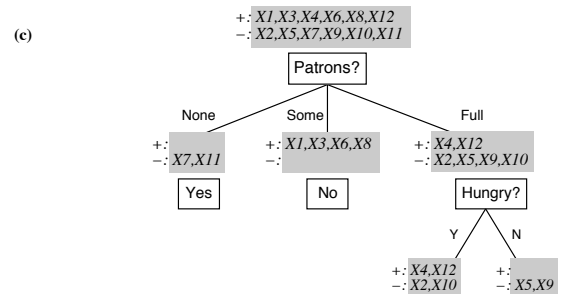 +: X1,X3,X4,X6,X8,X12
(c)
−: X2,X5,X7,X9,X10,X11
Patrons?
None Some Full
+: +: X1,X3,X6,X8 +: X4,X12
−: X7,X11 −: −: X2,X5,X9,X10
Yes No Hungry?
Y N
+: X4,X12 +:
−: X2,X10 −: X5,X9